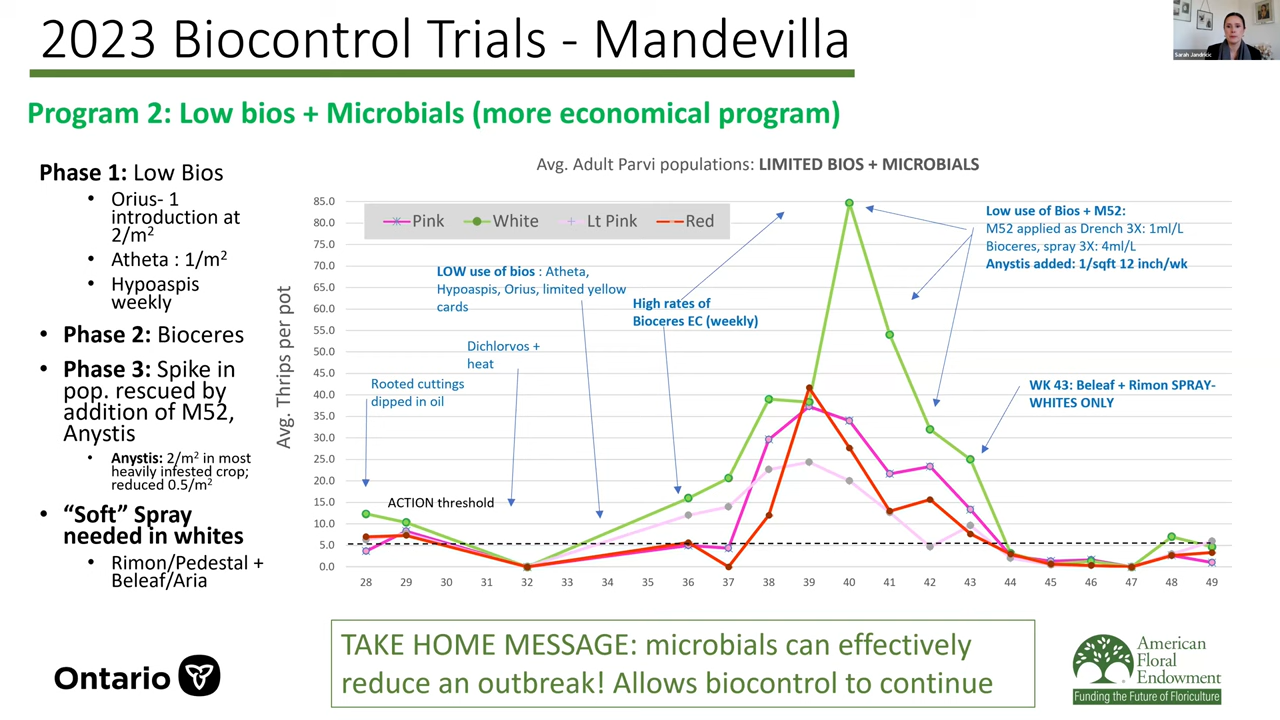 2023 Biocontrol Trials - Mandevilla
Sarah Jandricic
Program 2: Low bios + Microbials (more economical program)
Phase 1: Low Bios
• Orius- 1
introduction at
2/m²
• Atheta : 1/m²
• Hypoaspis
weekly
• Phase 2: Bioceres
• Phase 3: Spike in
pop. rescued by
addition of M52,
Anystis
• Anystis: 2/m² in most
heavily infested crop;
reduced 0.5/m²
• “Soft” Spray
needed in whites
• Rimon/Pedestal +
Beleaf/Aria
Avg. Adult Parvi populations: LIMITED BIOS + MICROBIALS
Avg. Thrips per pot
85.0
80.0
75.0
70.0
65.0
60.0
55.0
50.0
45.0
40.0
35.0
30.0
25.0
20.0
15.0
10.0
5.0
0.0
Pink White Lt Pink Red
LOW use of bios : Atheta,
Hypoaspis, Orius, limited yellow
cards
High rates of
Bioceres EC (weekly)
Dichlorvos +
heat
Rooted cuttings
dipped in oil
ACTION threshold
Low use of Bios + M52:
M52 applied as Drench 3X: 1ml/L
Bioceres, spray 3X: 4ml/L
Anystis added: 1/sqft 12 inch/wk
WK 43: Beleaf + Rimon SPRAY-
WHITES ONLY
28 29 30 31 32 33 34 35 36 37 38 39 40 41 42 43 44 45 46 47 48 49
TAKE HOME MESSAGE: microbials can effectively
reduce an outbreak! Allows biocontrol to continue
Ontario
American
Floral
Endowment
Funding the Future of Floriculture